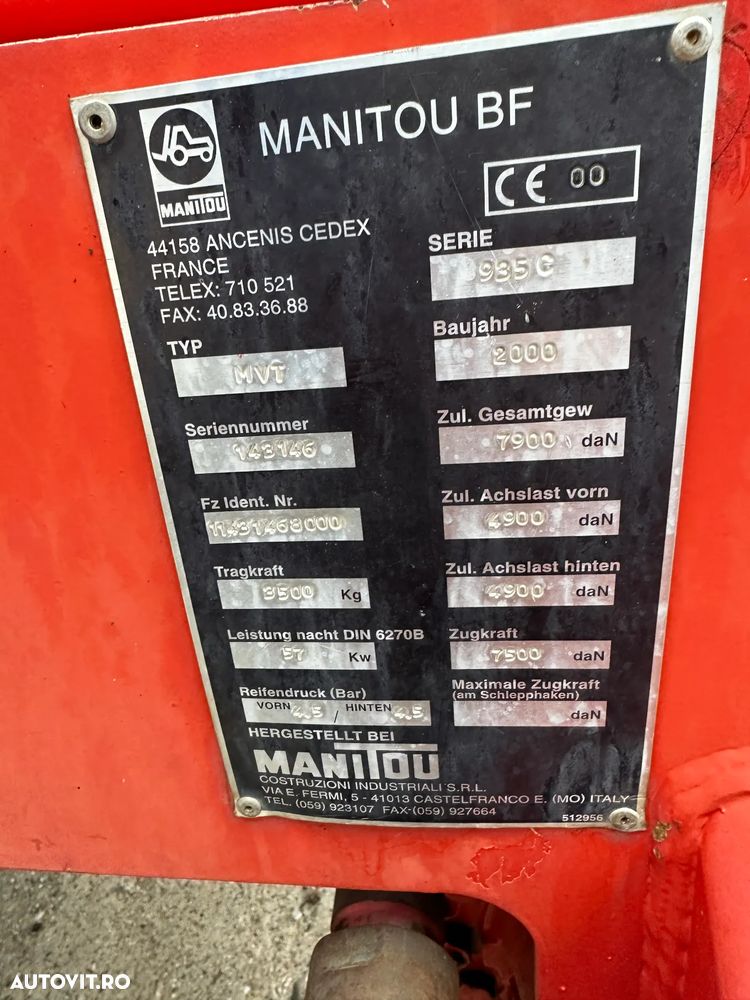 MANITOU BF
MANITOU
CE 00
44158 ANCENIS CEDEX
FRANCE
TELEX: 710 521
FAX: 40.83.36.88
SERIE
935 C
TYP
MVT
Baujahr
2000
Seriennummer
143146
Zul. Gesamtgew
7900 daN
Fz Ident. Nr.
11431468000
Zul. Achslast vorn
4900 daN
Tragkraft
3500 Kg
Zul. Achslast hinten
4900 daN
Leistung nacht DIN 6270B
57 Kw
Zugkraft
7500 daN
Reifendruck (Bar)
VORN 4.5 / HINTEN 4.5
Maximale Zugkraft
(am Schlepphaken)
daN
HERGESTELLT BEI
MANITOU
COSTRUZIONI INDUSTRIALI S.R.L.
VIA E. FERMI, 5 - 41013 CASTELFRANCO E. (MO) ITALY
TEL. (059) 923107 FAX-(059) 927664
512956
AUTOVIT.RO